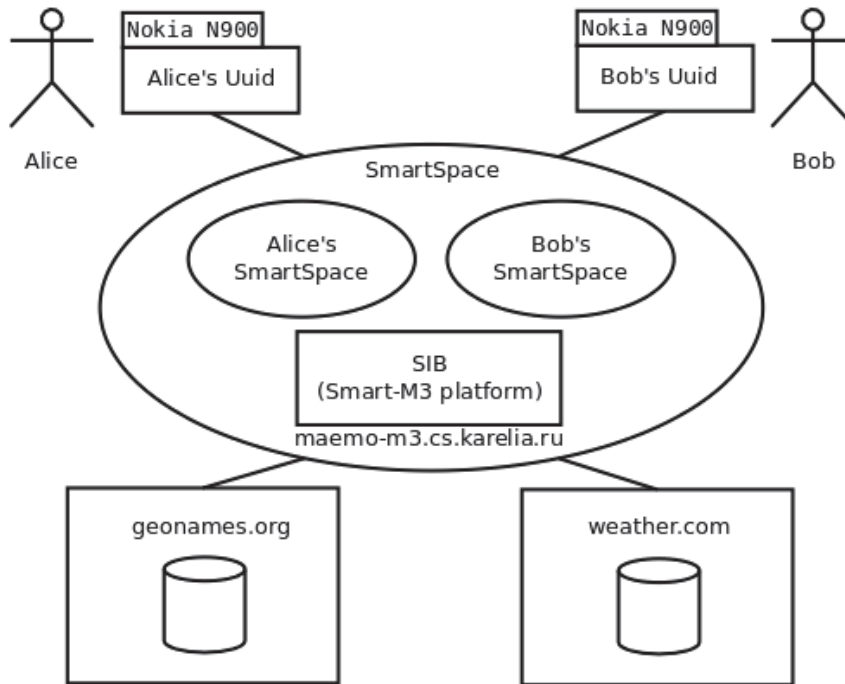 Nokia N900
Alice's Uuid
Alice
Nokia N900
Bob's Uuid
Bob
SmartSpace
Alice's
SmartSpace
Bob's
SmartSpace
SIB
(Smart-M3 platform)
maemo-m3.cs.karelia.ru
geonames.org
weather.com